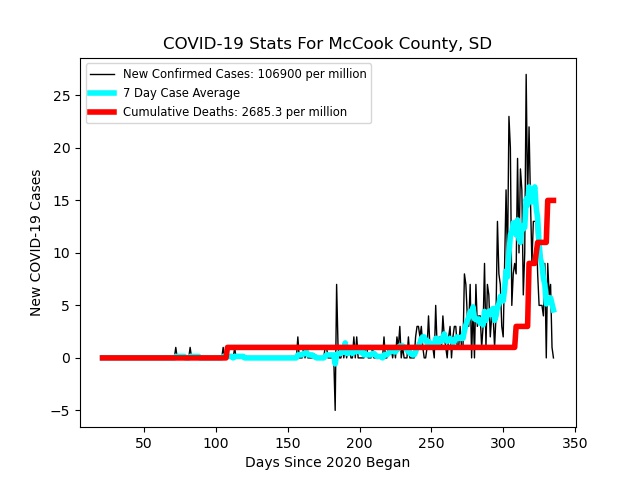 COVID-19 Stats For McCook County, SD
New Confirmed Cases: 106900 per million
7 Day Case Average
Cumulative Deaths: 2685.3 per million
New COVID-19 Cases
25
20
15
10
5
0
−5
50 100 150 200 250 300 350
Days Since 2020 Began